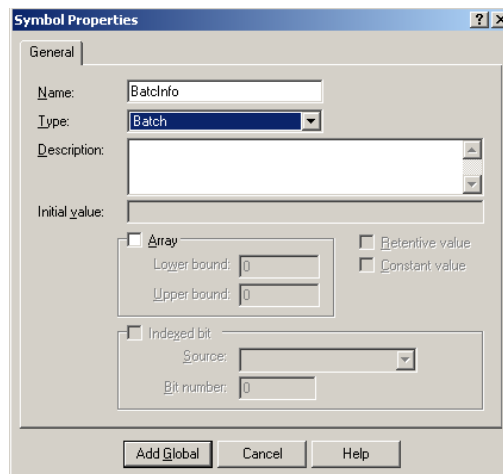 Symbol Properties
General
Name: BatcInfo
Type: Batch
Description:
Initial value:
Array
Retentive value
Lower bound: 0
Constant value
Upper bound: 0
Indexed bit
Source:
Bit number: 0
Add Global Cancel Help